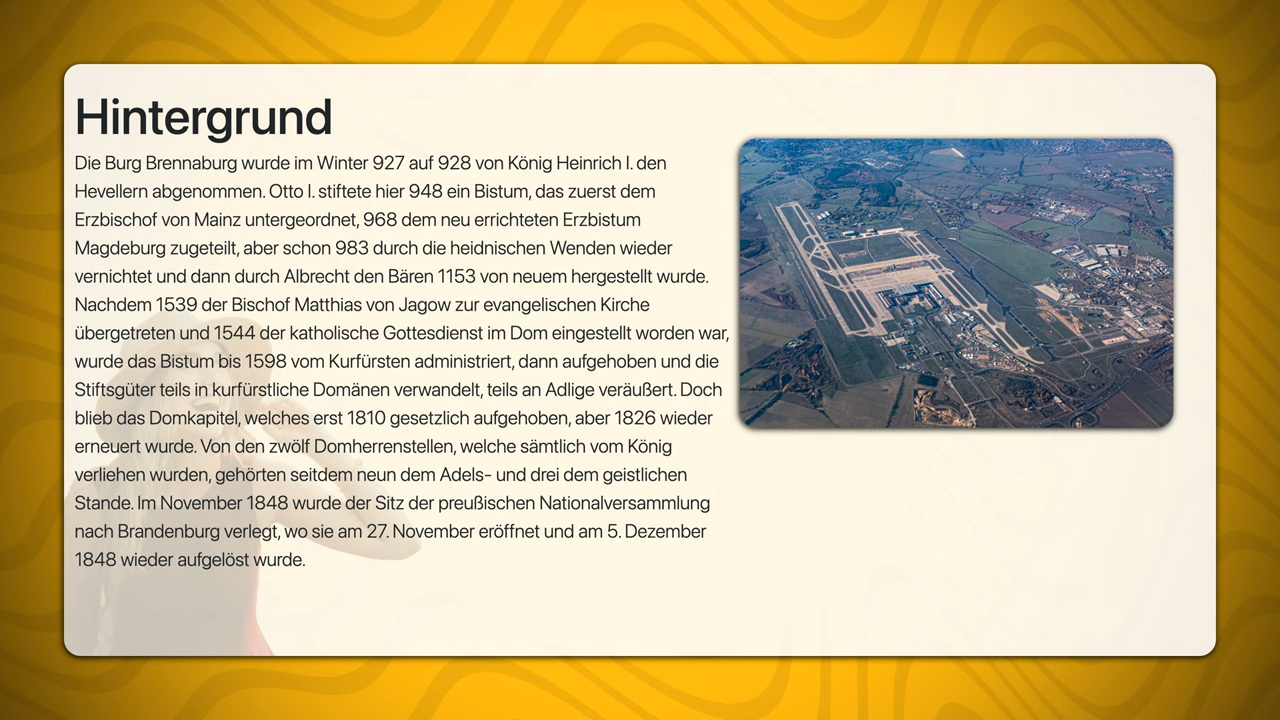 Hintergrund
Die Burg Brennaburg wurde im Winter 927 auf 928 von König Heinrich I. den
Hevellern abgenommen. Otto I. stiftete hier 948 ein Bistum, das zuerst dem
Erzbischof von Mainz untergeordnet, 968 dem neu errichteten Erzbistum
Magdeburg zugeteilt, aber schon 983 durch die heidnischen Wenden wieder
vernichtet und dann durch Albrecht den Bären 1153 von neuem hergestellt wurde.
Nachdem 1539 der Bischof Matthias von Jagow zur evangelischen Kirche
übergetreten und 1544 der katholische Gottesdienst im Dom eingestellt worden war,
wurde das Bistum bis 1598 vom Kurfürsten administriert, dann aufgehoben und die
Stiftsgüter teils in kurfürstliche Domänen verwandelt, teils an Adlige veräußert. Doch
blieb das Domkapitel, welches erst 1810 gesetzlich aufgehoben, aber 1826 wieder
erneuert wurde. Von den zwölf Domherrenstellen, welche sämtlich vom König
verliehen wurden, gehörten seitdem neun dem Adels- und drei dem geistlichen
Stande. Im November 1848 wurde der Sitz der preußischen Nationalversammlung
nach Brandenburg verlegt, wo sie am 27. November eröffnet und am 5. Dezember
1848 wieder aufgelöst wurde.